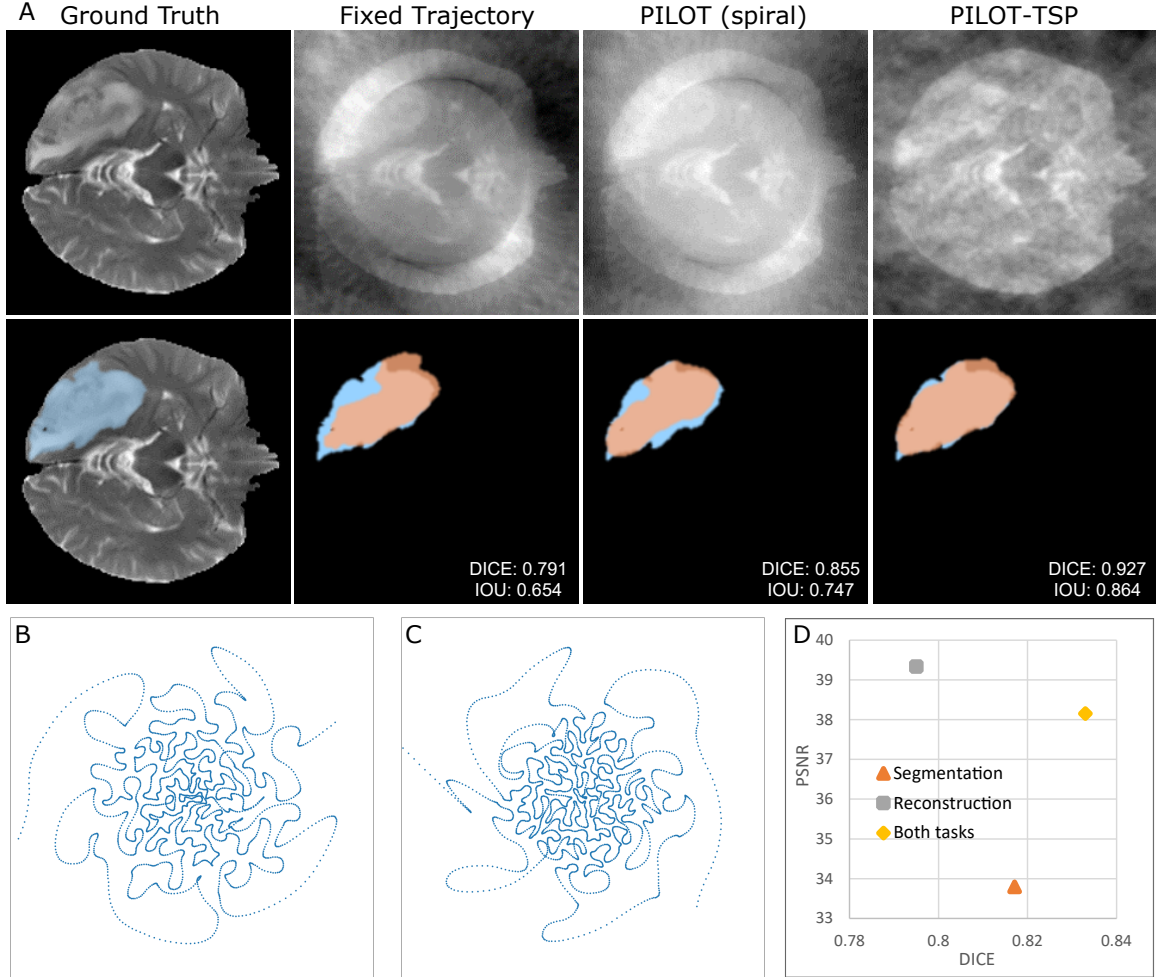 A
Ground Truth
Fixed Trajectory
PILOT (spiral)
PILOT-TSP
DICE: 0.791
IOU: 0.654
DICE: 0.855
IOU: 0.747
DICE: 0.927
IOU: 0.864
B
C
D
40
39
38
37
36
35
34
33
PSNR
Segmentation
Reconstruction
Both tasks
0.78
0.8
0.82
0.84
DICE